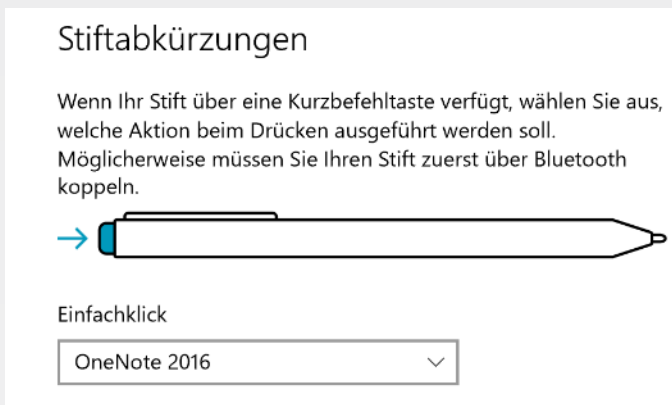 Stiftabkürzungen
Wenn Ihr Stift über eine Kurzbefehltaste verfügt, wählen Sie aus,
welche Aktion beim Drücken ausgeführt werden soll.
Möglicherweise müssen Sie Ihren Stift zuerst über Bluetooth
koppeln.
Einfachklick
OneNote 2016